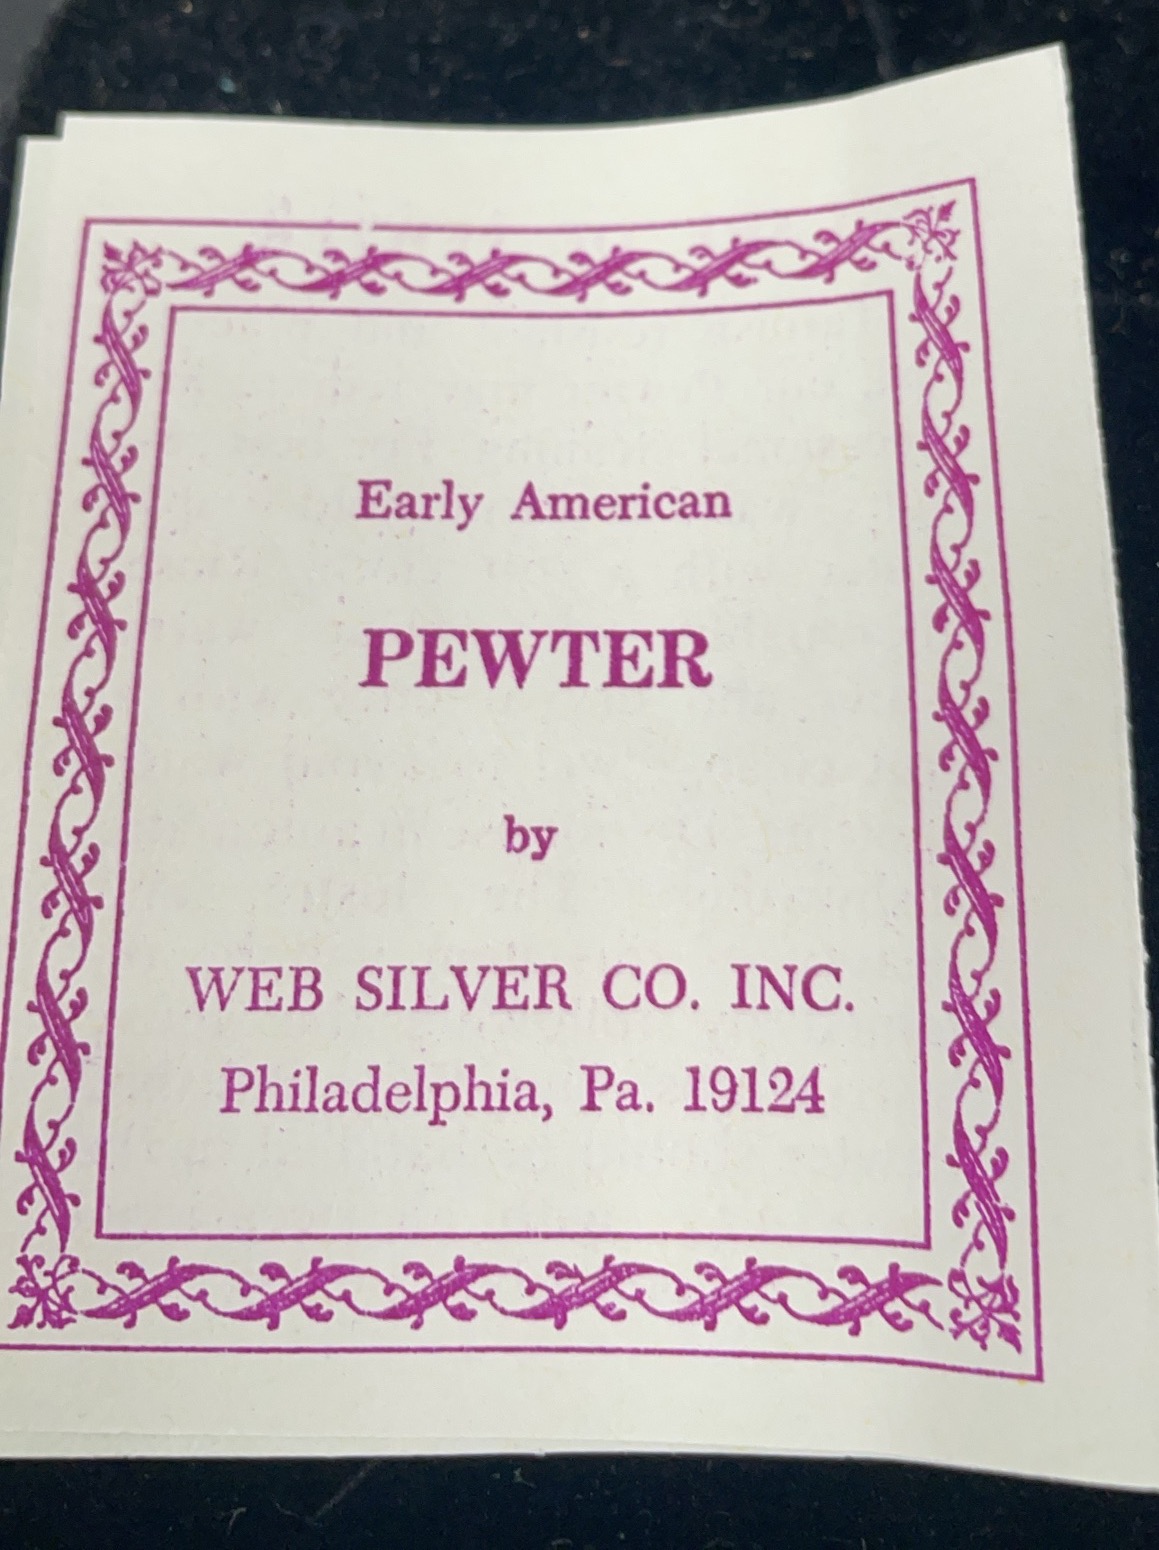 Early American
PEWTER
by
WEB SILVER CO. INC.
Philadelphia, Pa. 19124